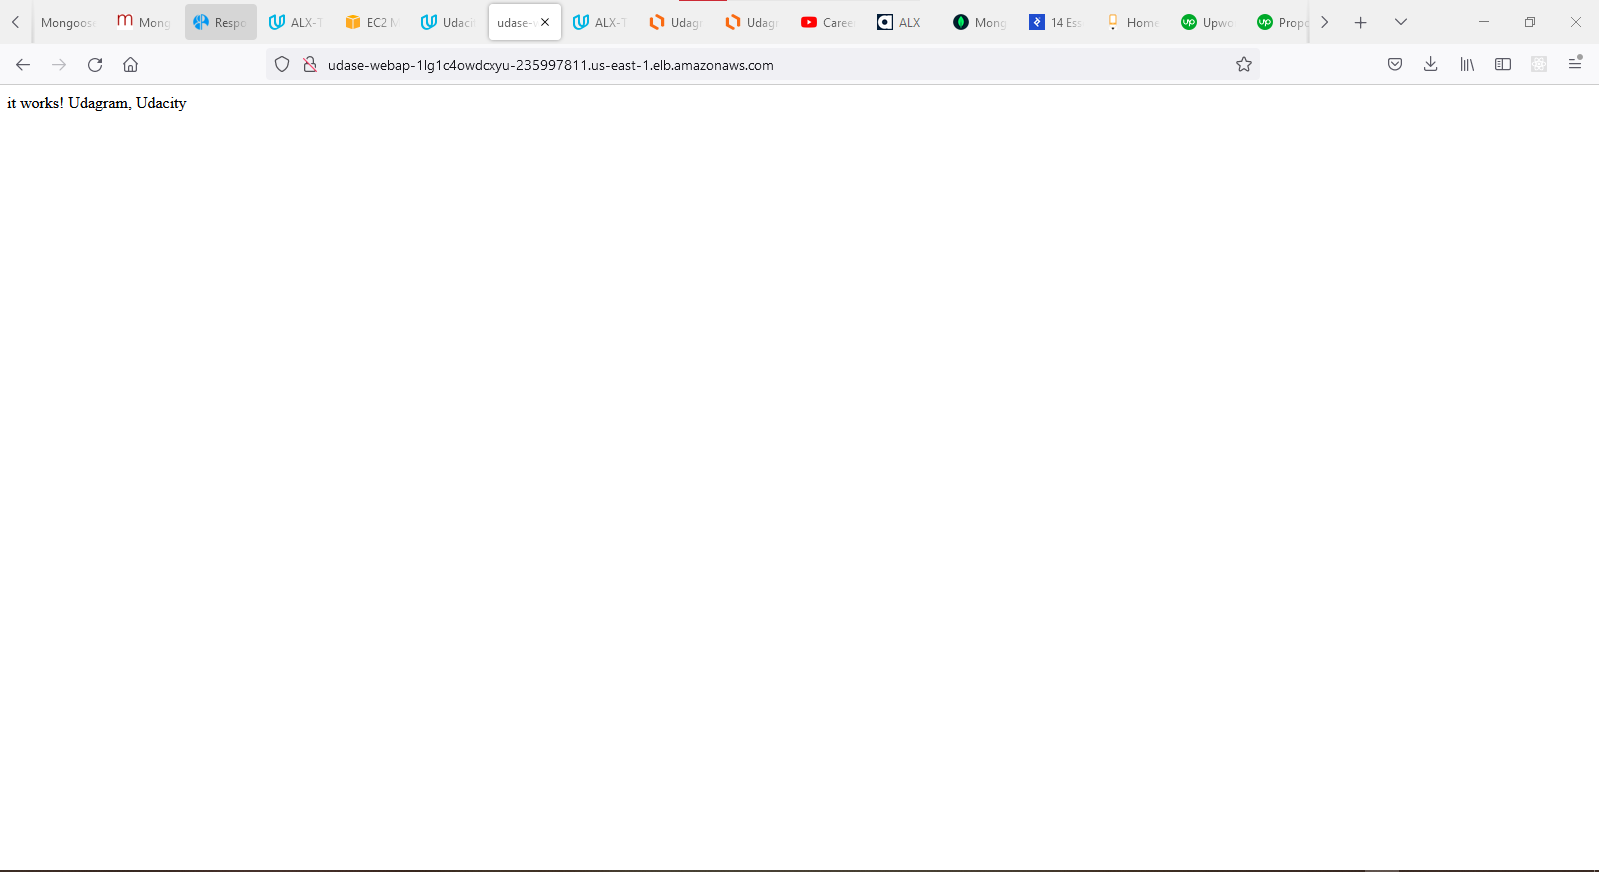 Mongoose
Mong
Respo
ALX-T
EC2 M
Udaci
udase-w
ALX-T
Udagr
Udagr
Caree
ALX
Mong
14 Ess
Home
Upwo
Propo
udase-webap-1lg1c4owdcxyu-235997811.us-east-1.elb.amazonaws.com
it works! Udagram, Udacity